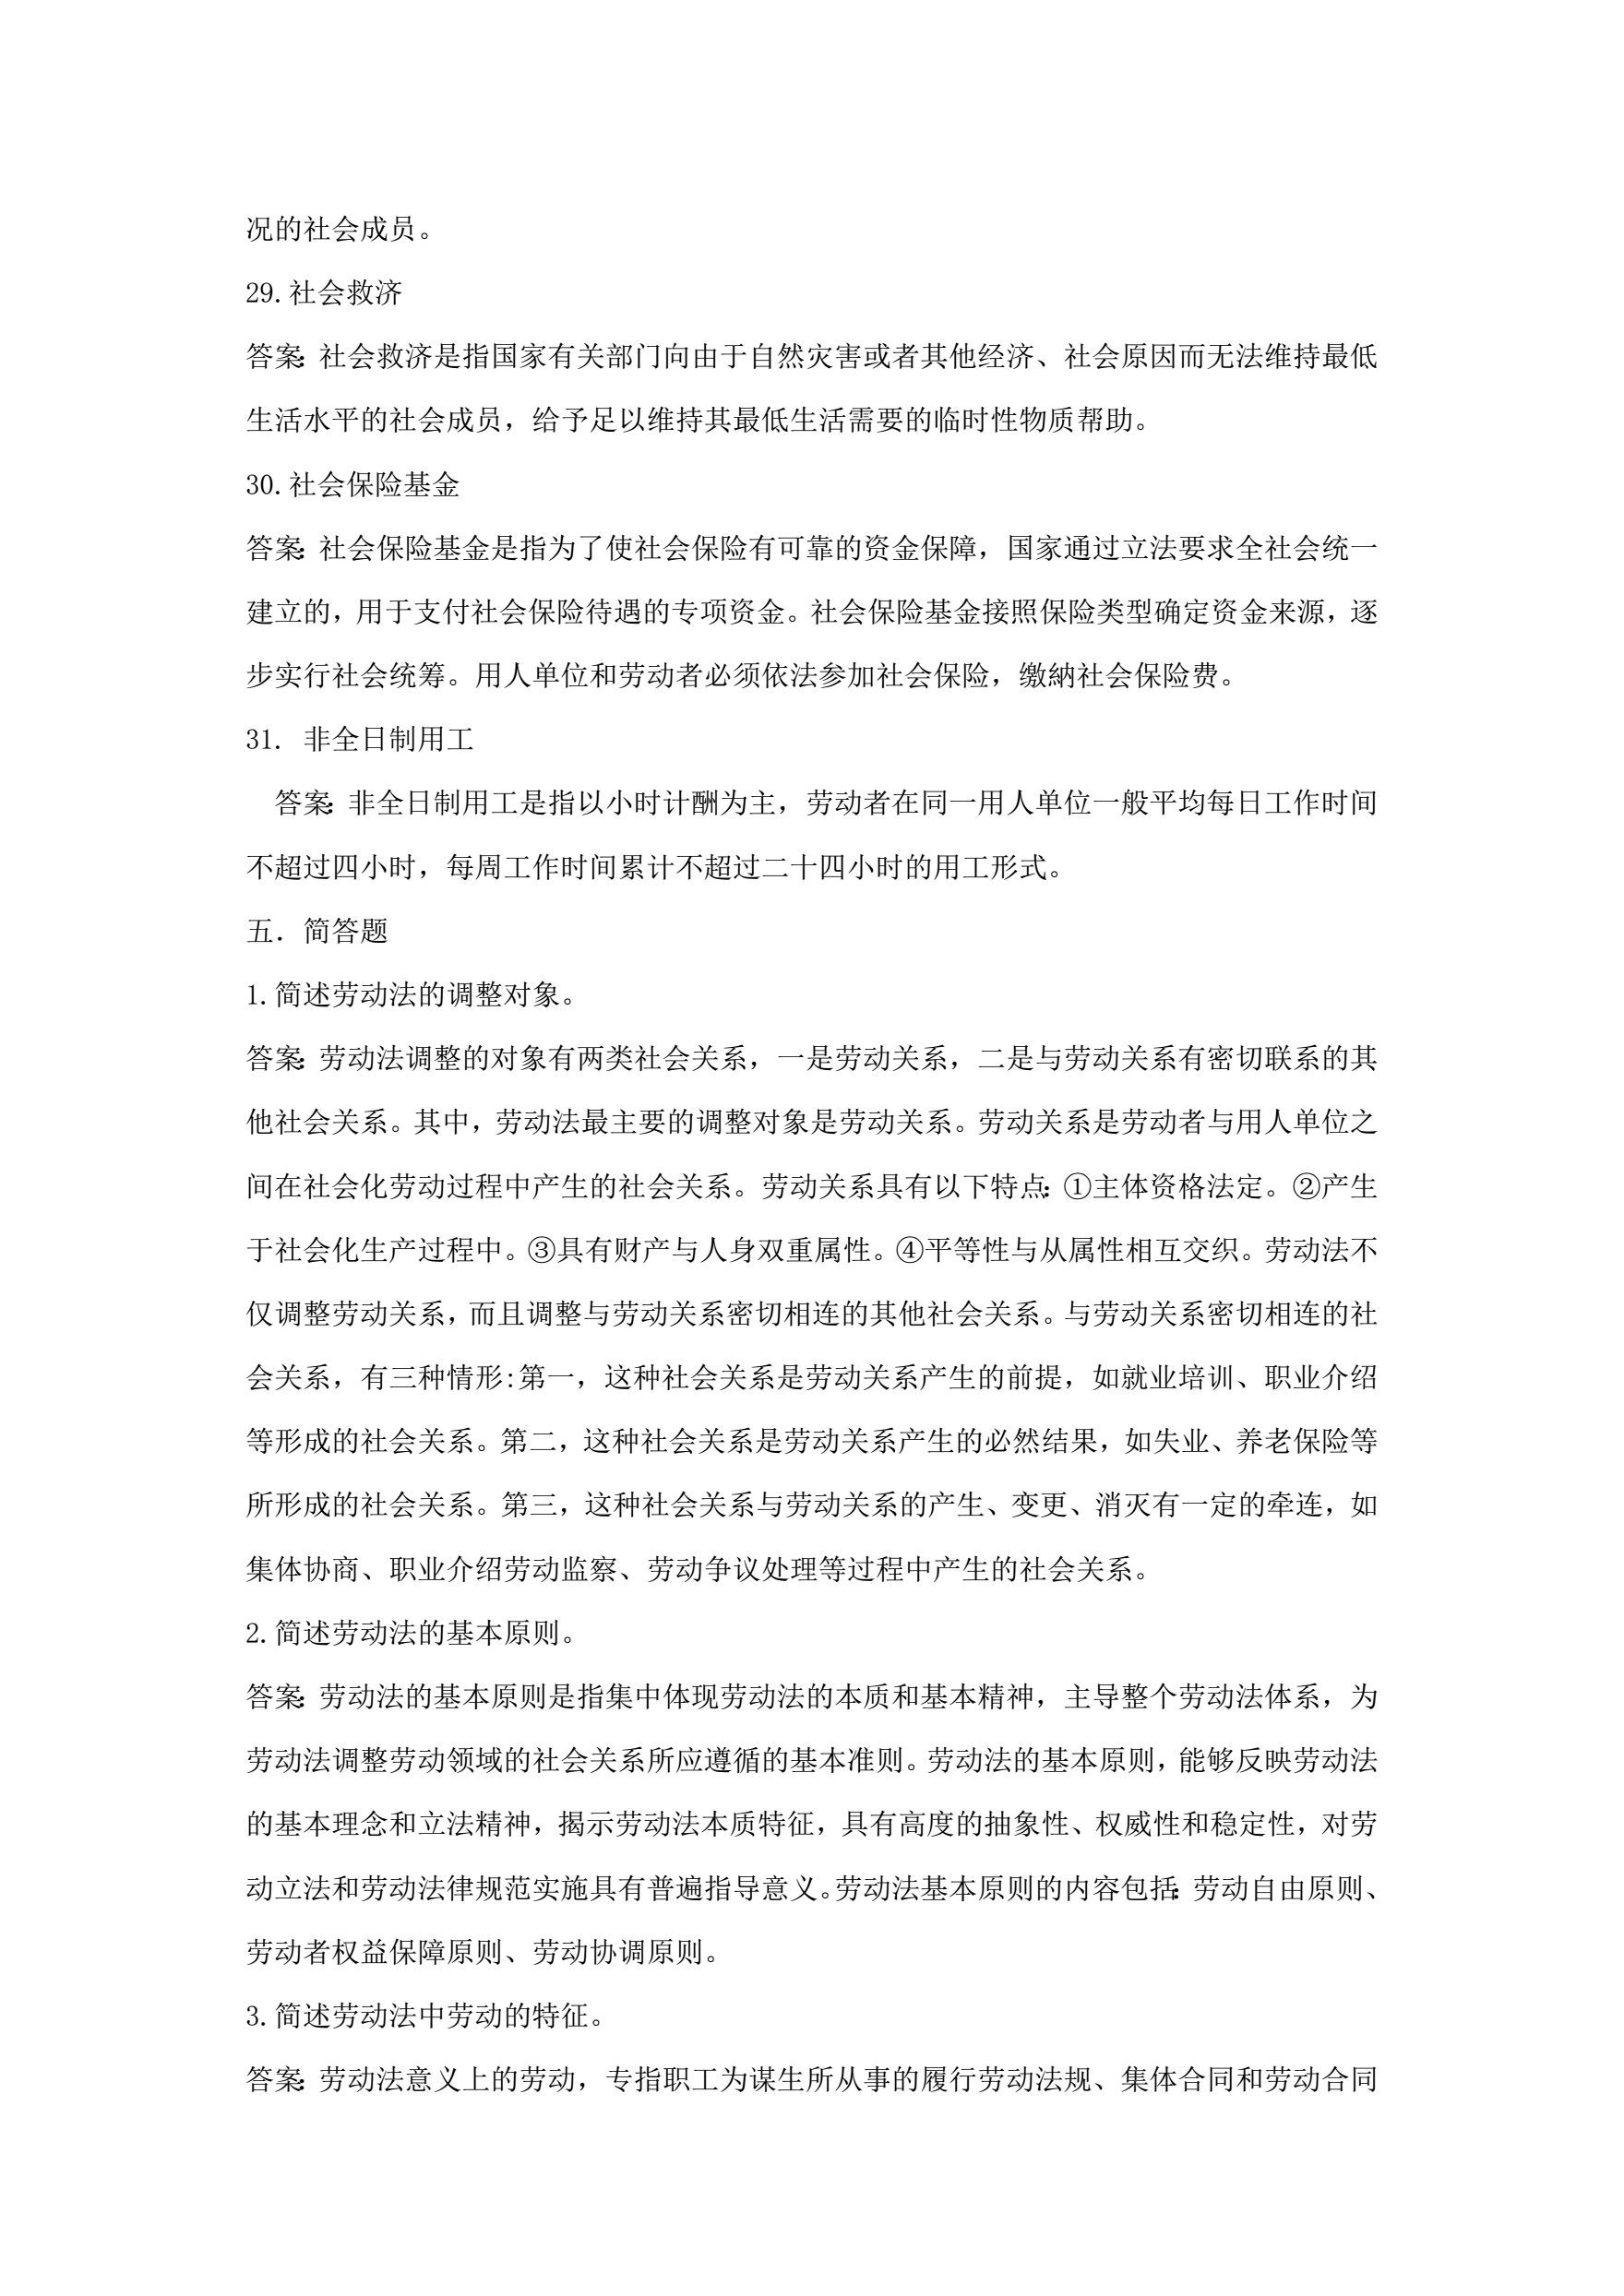 况的社会成员。
29.社会救济
答案：社会救济是指国家有关部门向由于自然灾害或者其他经济、社会原因而无法维持最低
生活水平的社会成员，给予足以维持其最低生活需要的临时性物质帮助。
30.社会保险基金
答案：社会保险基金是指为了使社会保险有可靠的资金保障，国家通过立法要求全社会统一
建立的，用于支付社会保险待遇的专项资金。社会保险基金按照保险类型确定资金来源，逐
步实行社会统筹。用人单位和劳动者必须依法参加社会保险，缴納社会保险费。
31. 非全日制用工
答案：非全日制用工是指以小时计酬为主，劳动者在同一用人单位一般平均每日工作时间
不超过四小时，每周工作时间累计不超过二十四小时的用工形式。
五．简答题
1.简述劳动法的调整对象。
答案：劳动法调整的对象有两类社会关系，一是劳动关系，二是与劳动关系有密切联系的其
他社会关系。其中，劳动法最主要的调整对象是劳动关系。劳动关系是劳动者与用人单位之
间在社会化劳动过程中产生的社会关系。劳动关系具有以下特点：①主体资格法定。②产生
于社会化生产过程中。③具有财产与人身双重属性。④平等性与从属性相互交织。劳动法不
仅调整劳动关系，而且调整与劳动关系密切相连的其他社会关系。与劳动关系密切相连的社
会关系，有三种情形:第一，这种社会关系是劳动关系产生的前提，如就业培训、职业介绍
等形成的社会关系。第二，这种社会关系是劳动关系产生的必然结果，如失业、养老保险等
所形成的社会关系。第三，这种社会关系与劳动关系的产生、变更、消灭有一定的牵连，如
集体协商、职业介绍劳动监察、劳动争议处理等过程中产生的社会关系。
2.简述劳动法的基本原则。
答案：劳动法的基本原则是指集中体现劳动法的本质和基本精神，主导整个劳动法体系，为
劳动法调整劳动领域的社会关系所应遵循的基本准则。劳动法的基本原则，能够反映劳动法
的基本理念和立法精神，揭示劳动法本质特征，具有高度的抽象性、权威性和稳定性，对劳
动立法和劳动法律规范实施具有普遍指导意义。劳动法基本原则的内容包括：劳动自由原则、
劳动者权益保障原则、劳动协调原则。
3.简述劳动法中劳动的特征。
答案：劳动法意义上的劳动，专指职工为谋生所从事的履行劳动法规、集体合同和劳动合同